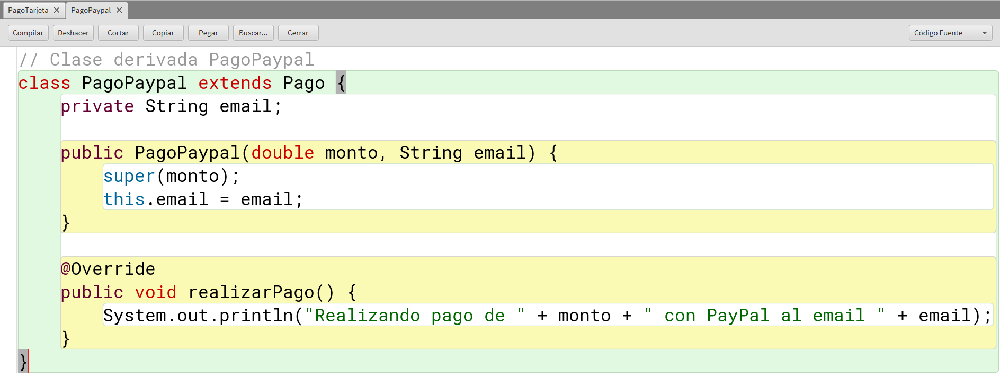 PagoTarjeta PagoPaypal
Compilar Deshacer Cortar Copiar Pegar Buscar... Cerrar Código Fuente
// Clase derivada PagoPaypal
class PagoPaypal extends Pago {
    private String email;

    public PagoPaypal(double monto, String email) {
        super(monto);
        this.email = email;
    }

    @Override
    public void realizarPago() {
        System.out.println("Realizando pago de " + monto + " con PayPal al email " + email);
    }
}